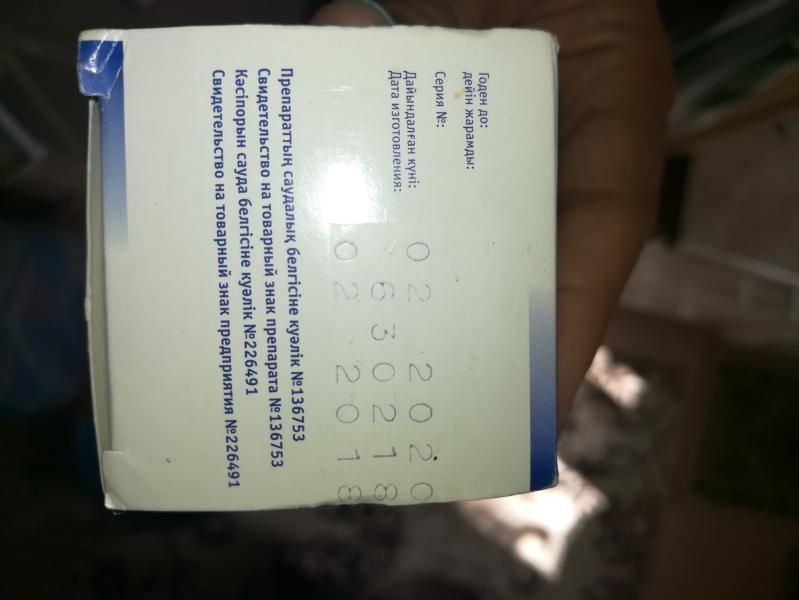 Годен до:
дейін жарамды:
Серия №:
Дайындалған күні:
Дата изготовления:
02 2020
630218
02 2018
Препараттың саудалық белгісіне куәлік №136753
Свидетельство на товарный знак препарата №136753
Кәсіпорын сауда белгісіне куәлік №226491
Свидетельство на товарный знак предприятия №226491